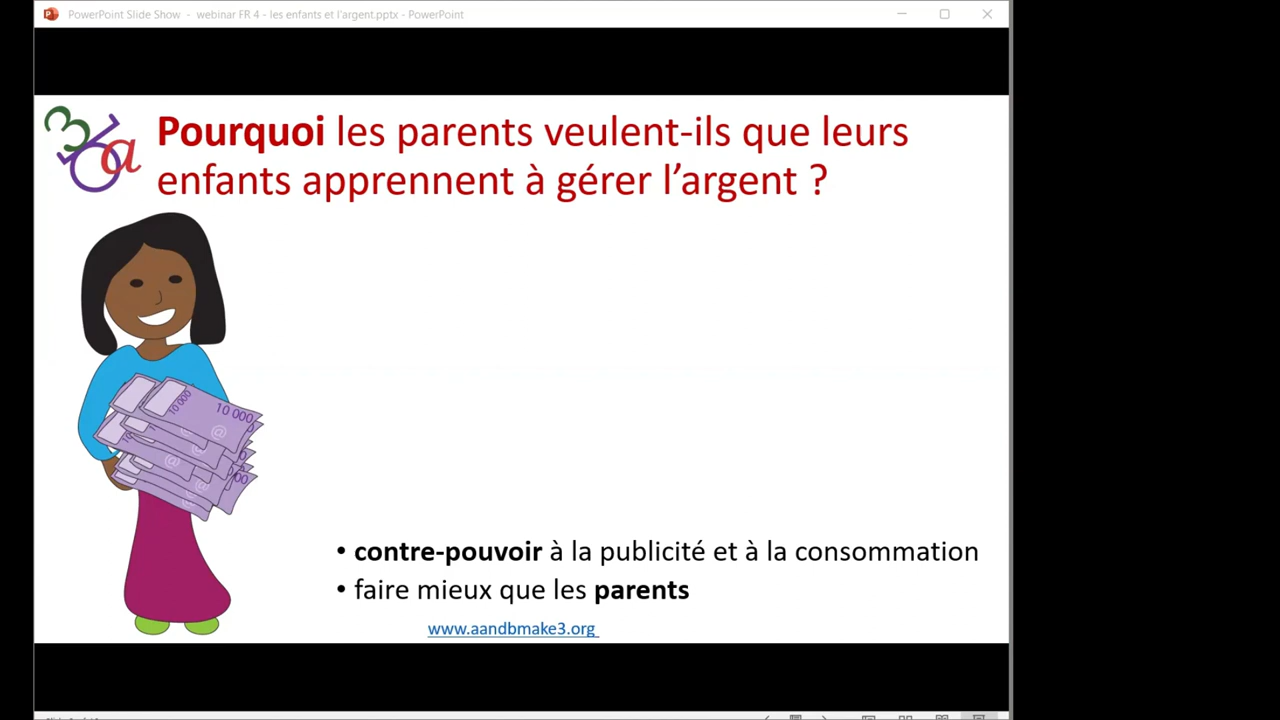 PowerPoint Slide Show - webinar FR 4 - les enfants et l'argent.pptx - PowerPoint
Pourquoi les parents veulent-ils que leurs
enfants apprennent à gérer l’argent ?
10 000
10 000
• contre-pouvoir à la publicité et à la consommation
• faire mieux que les parents
www.aandbmake3.org